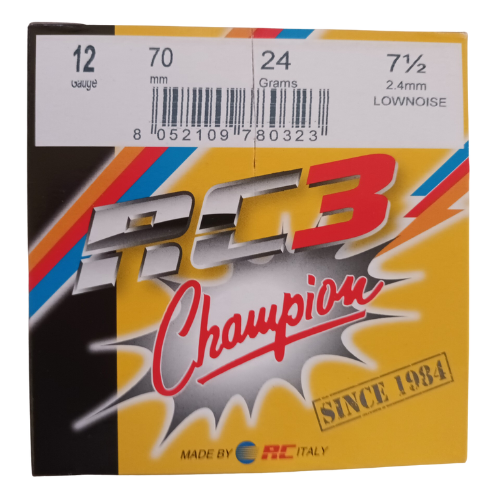 12 70 24 7½
Gauge mm Grams 2.4mm
LOWNOISE
8 052109 780323
RC3
Champion
SINCE 1984
MADE BY RC ITALY